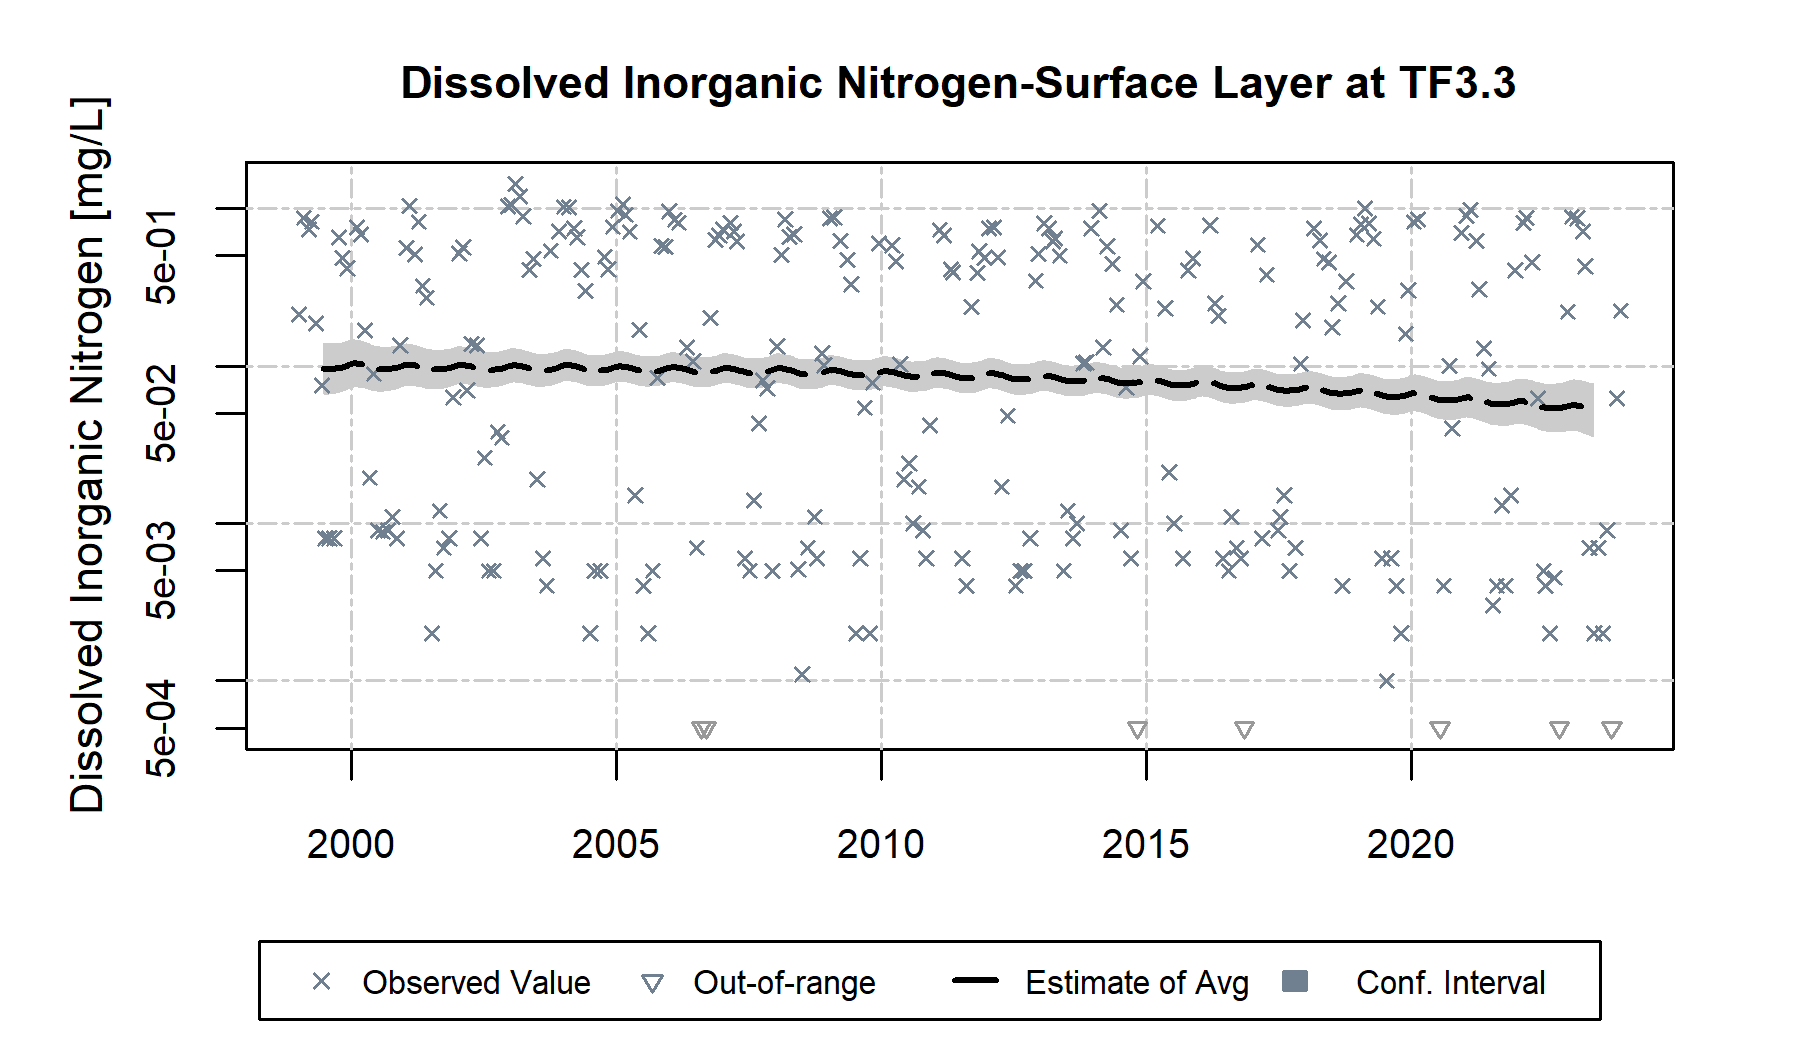 Dissolved Inorganic Nitrogen-Surface Layer at TF3.3
Dissolved Inorganic Nitrogen [mg/L]
5e-01
5e-02
5e-03
5e-04
2000
2005
2010
2015
2020
Observed Value
Out-of-range
Estimate of Avg
Conf. Interval